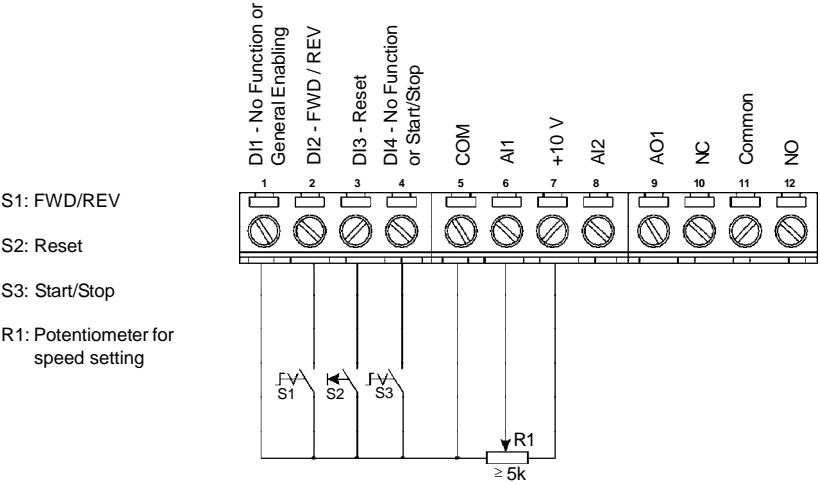 DI1 - No Function or
General Enabling
DI2 - FWD / REV
DI3 - Reset
DI4 - No Function
or Start/Stop
COM
AI1
+10 V
AI2
AO1
NC
Common
NO
1 2 3 4 5 6 7 8 9 10 11 12
S1: FWD/REV
S2: Reset
S3: Start/Stop
R1: Potentiometer for
speed setting
S1 S2 S3
R1
≥ 5k